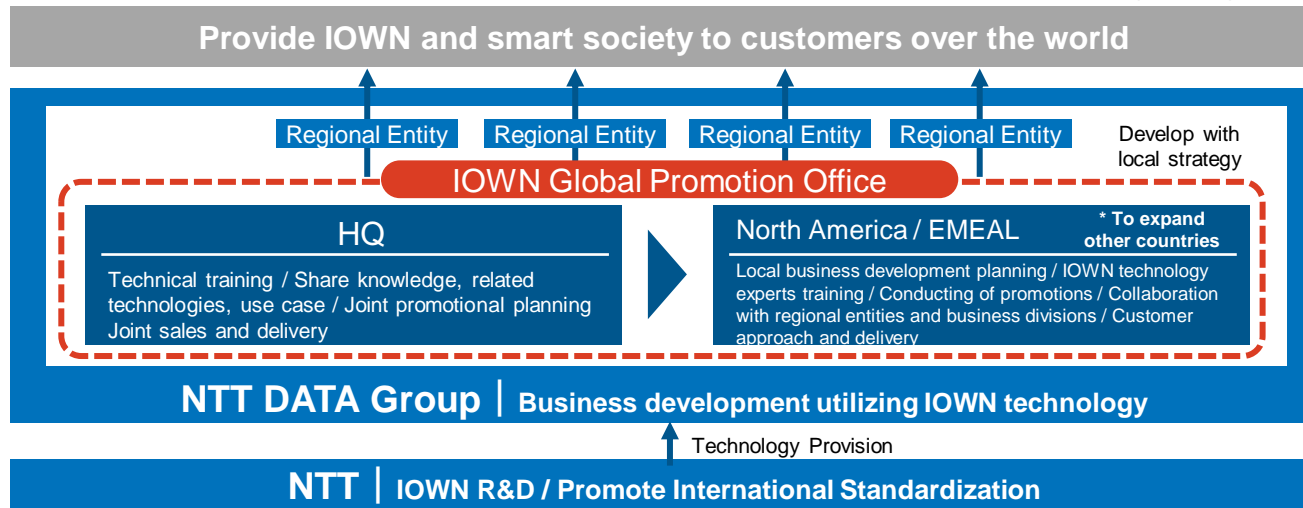 Provide IOWN and smart society to customers over the world
Regional Entity
Regional Entity
Regional Entity
Regional Entity
Develop with
local strategy
IOWN Global Promotion Office
HQ
Technical training / Share knowledge, related
technologies, use case / Joint promotional planning
Joint sales and delivery
North America / EMEAL
* To expand
other countries
Local business development planning / IOWN technology
experts training / Conducting of promotions / Collaboration
with regional entities and business divisions / Customer
approach and delivery
NTT DATA Group | Business development utilizing IOWN technology
Technology Provision
NTT | IOWN R&D / Promote International Standardization